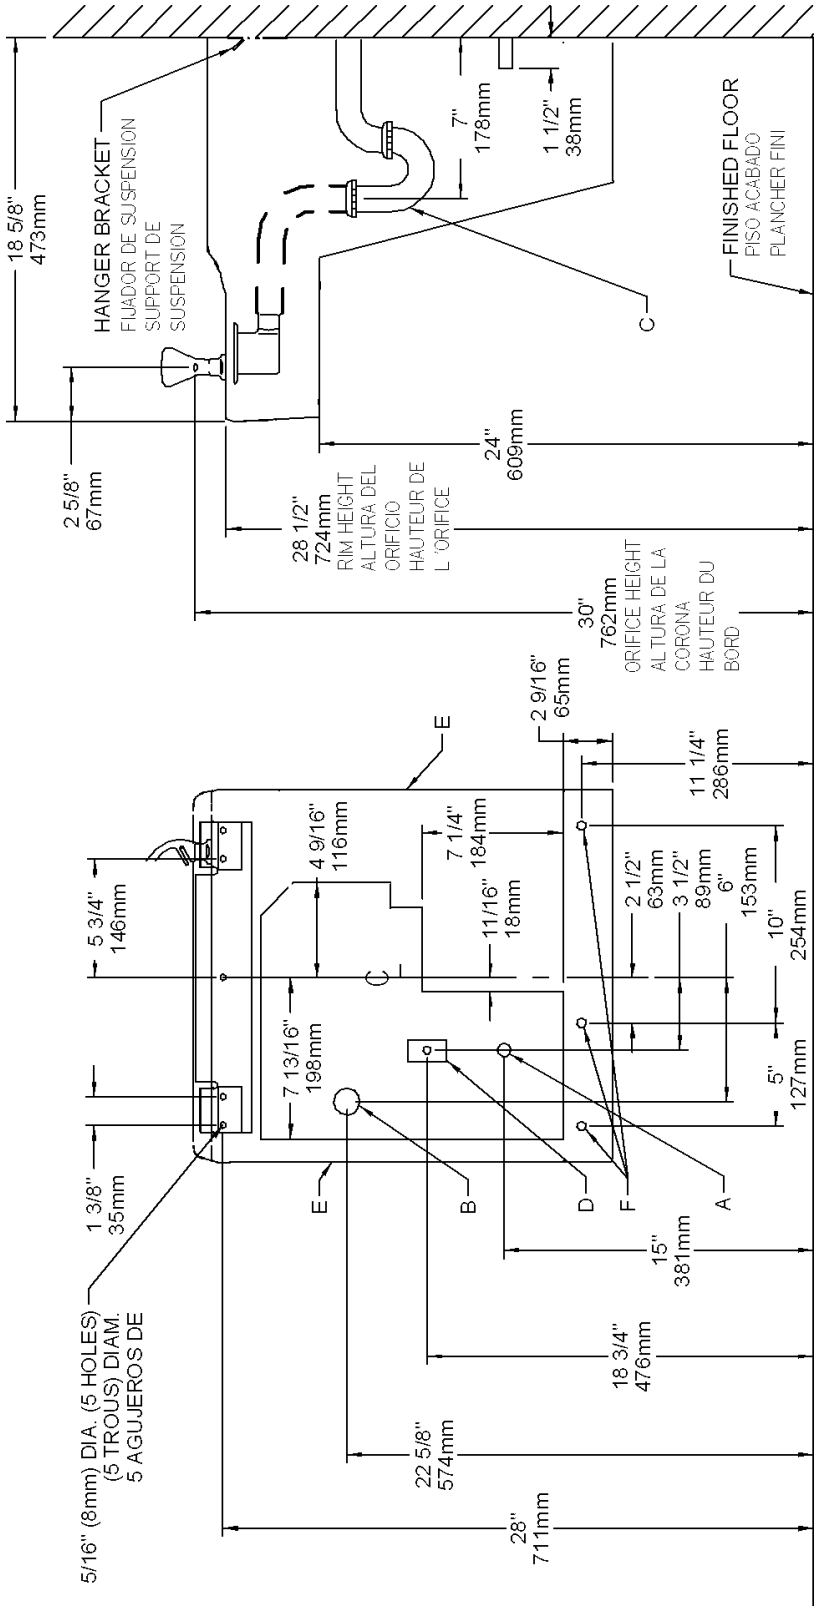 18 5/8"
473mm
HANGER BRACKET
FIJADOR DE SUSPENSION
SUPPORT DE
SUSPENSION
2 5/8"
67mm
7"
178mm
1 1/2"
38mm
FINISHED FLOOR
PISO ACABADO
PLANCHER FINI
C
24"
609mm
28 1/2"
724mm
RIM HEIGHT
ALTURA DEL
ORIFICIO
HAUTEUR DE
L 'ORIFICE
30"
762mm
ORIFICE HEIGHT
ALTURA DE LA
CORONA
HAUTEUR DU
BORD
5/16" (8mm) DIA. (5 HOLES)
(5 TROUS) DIAM.
5 AGUJEROS DE
1 3/8"
35mm
5 3/4"
146mm
4 9/16"
116mm
7 13/16"
198mm
7 1/4"
184mm
11/16"
18mm
2 9/16"
65mm
11 1/4"
286mm
2 1/2"
63mm
3 1/2"
89mm
6"
153mm
10"
254mm
5"
127mm
15"
381mm
18 3/4"
476mm
22 5/8"
574mm
28"
711mm
CL
E
E
B
D
F
A